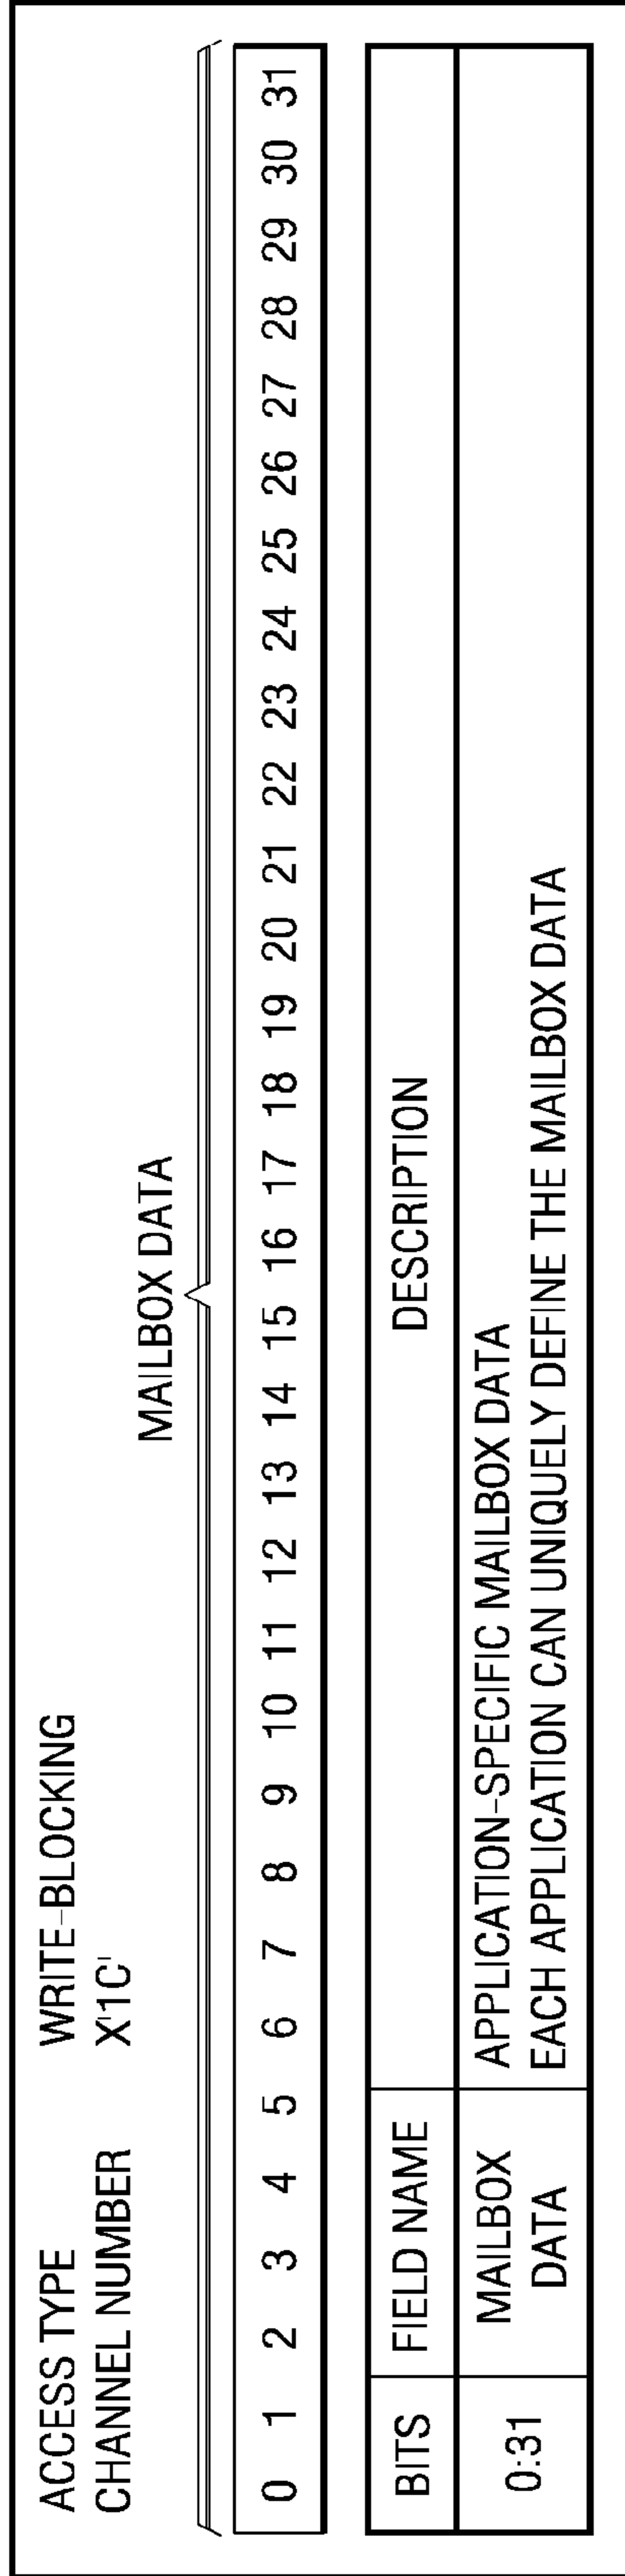 ACCESS TYPE WRITE-BLOCKING
CHANNEL NUMBER X'1C'
MAILBOX DATA
0 1 2 3 4 5 6 7 8 9 10 11 12 13 14 15 16 17 18 19 20 21 22 23 24 25 26 27 28 29 30 31
BITS FIELD NAME DESCRIPTION
0:31 MAILBOX DATA
APPLICATION-SPECIFIC MAILBOX DATA
EACH APPLICATION CAN UNIQUELY DEFINE THE MAILBOX DATA